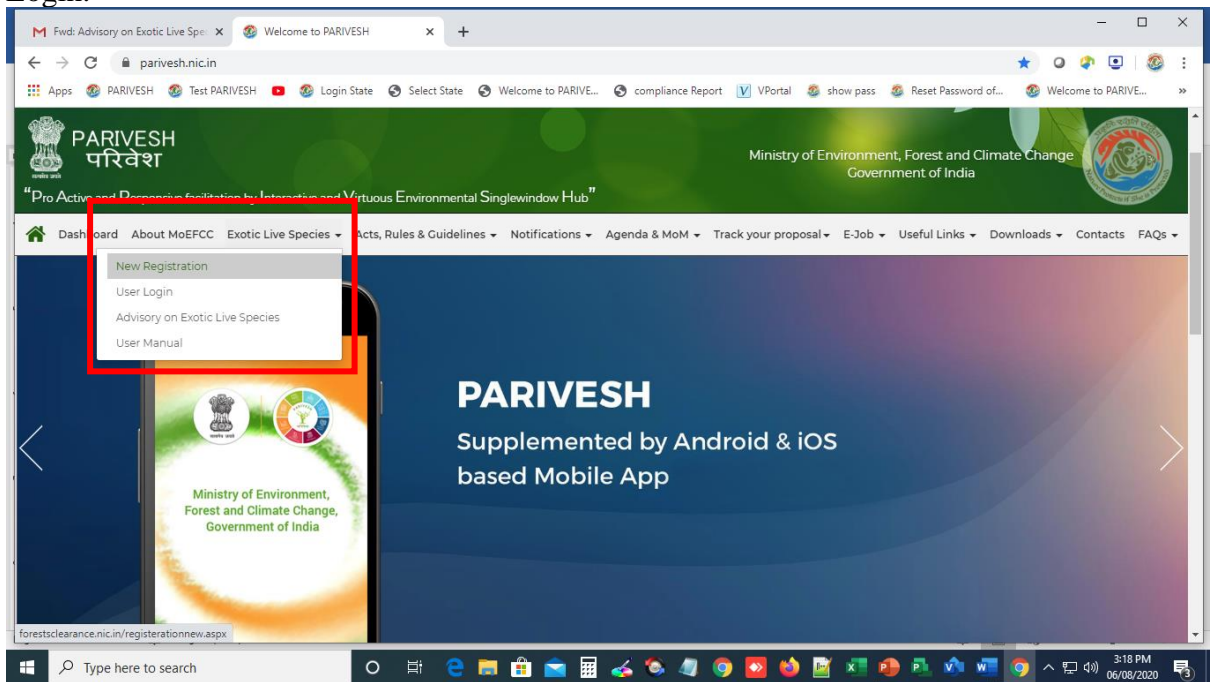 Login.
Fwd: Advisory on Exotic Live Spe
Welcome to PARIVESH
parivesh.nic.in
Apps PARIVESH Test PARIVESH Login State Select State Welcome to PARIVE... compliance Report VPortal show pass Reset Password of... Welcome to PARIVE... »
PARIVESH
परिवेश
Ministry of Environment, Forest and Climate Change
Government of India
"Pro Active and Responsive facilitation by Interactive and Virtuous Environmental Singlewindow Hub"
Dashboard About MoEFCC Exotic Live Species Acts, Rules & Guidelines Notifications Agenda & MoM Track your proposal E-Job Useful Links Downloads Contacts FAQs
New Registration
User Login
Advisory on Exotic Live Species
User Manual
PARIVESH
Supplemented by Android & iOS
based Mobile App
Ministry of Environment,
Forest and Climate Change,
Government of India
forestsclearance.nic.in/registerationnew.aspx
Type here to search
3:18 PM
06/08/2020
3